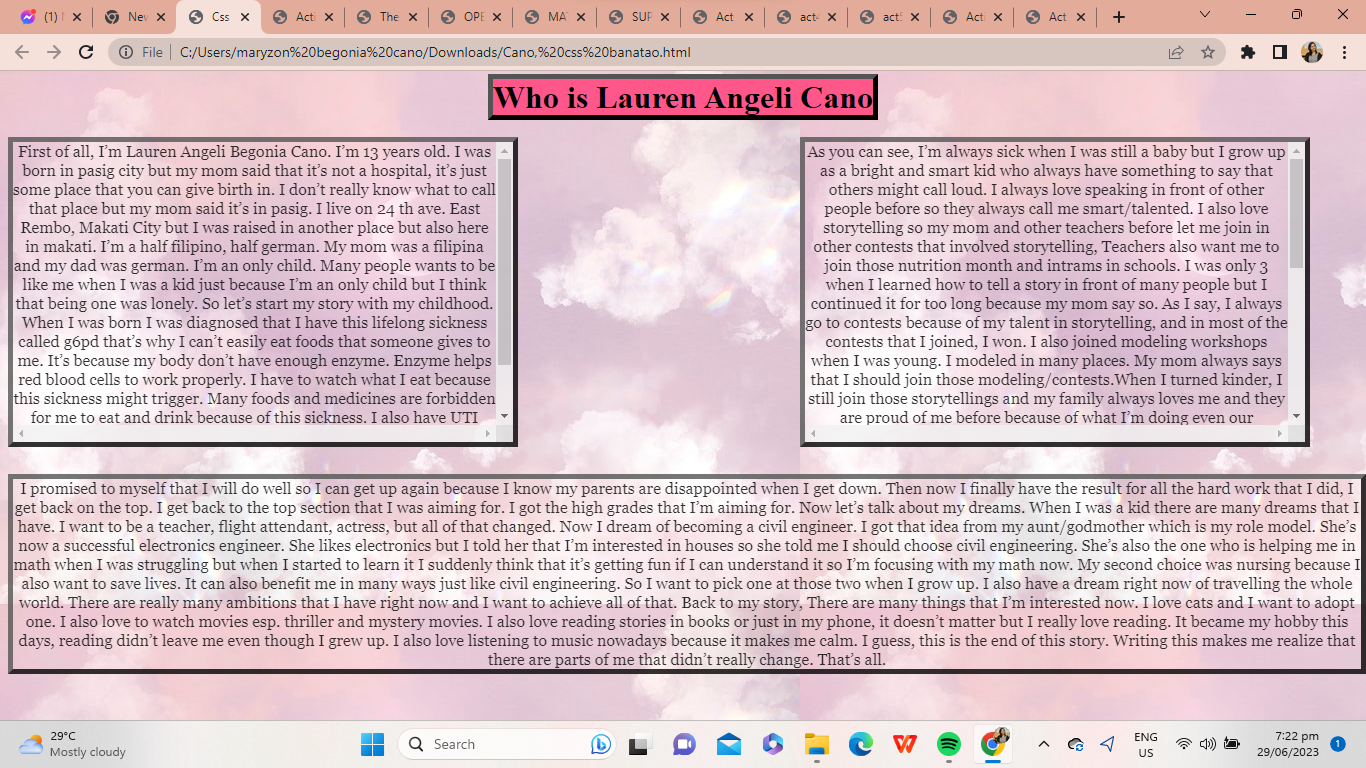 (1) M
New
Css
Acti
The
OPE
MA
SUF
Act
act4
act5
Acti
Act
File
C:/Users/maryzon%20begonia%20cano/Downloads/Cano,%20css%20banatao.html
Who is Lauren Angeli Cano
First of all, I’m Lauren Angeli Begonia Cano. I’m 13 years old. I was
born in pasig city but my mom said that it’s not a hospital, it’s just
some place that you can give birth in. I don’t really know what to call
that place but my mom said it’s in pasig. I live on 24 th ave. East
Rembo, Makati City but I was raised in another place but also here
in makati. I’m a half filipino, half german. My mom was a filipina
and my dad was german. I’m an only child. Many people wants to be
like me when I was a kid just because I’m an only child but I think
that being one was lonely. So let’s start my story with my childhood.
When I was born I was diagnosed that I have this lifelong sickness
called g6pd that’s why I can’t easily eat foods that someone gives to
me. It’s because my body don’t have enough enzyme. Enzyme helps
red blood cells to work properly. I have to watch what I eat because
this sickness might trigger. Many foods and medicines are forbidden
for me to eat and drink because of this sickness. I also have UTI
As you can see, I’m always sick when I was still a baby but I grow up
as a bright and smart kid who always have something to say that
others might call loud. I always love speaking in front of other
people before so they always call me smart/talented. I also love
storytelling so my mom and other teachers before let me join in
other contests that involved storytelling, Teachers also want me to
join those nutrition month and intrams in schools. I was only 3
when I learned how to tell a story in front of many people but I
continued it for too long because my mom say so. As I say, I always
go to contests because of my talent in storytelling, and in most of the
contests that I joined, I won. I also joined modeling workshops
when I was young. I modeled in many places. My mom always says
that I should join those modeling/contests.When I turned kinder, I
still join those storytellings and my family always loves me and they
are proud of me before because of what I’m doing even our
I promised to myself that I will do well so I can get up again because I know my parents are disappointed when I get down. Then now I finally have the result for all the hard work that I did, I
get back on the top. I get back to the top section that I was aiming for. I got the high grades that I’m aiming for. Now let’s talk about my dreams. When I was a kid there are many dreams that I
have. I want to be a teacher, flight attendant, actress, but all of that changed. Now I dream of becoming a civil engineer. I got that idea from my aunt/godmother which is my role model. She’s
now a successful electronics engineer. She likes electronics but I told her that I’m interested in houses so she told me I should choose civil engineering. She’s also the one who is helping me in
math when I was struggling but when I started to learn it I suddenly think that it’s getting fun if I can understand it so I’m focusing with my math now. My second choice was nursing because I
also want to save lives. It can also benefit me in many ways just like civil engineering. So I want to pick one at those two when I grow up. I also have a dream right now of travelling the whole
world. There are really many ambitions that I have right now and I want to achieve all of that. Back to my story, There are many things that I’m interested now. I love cats and I want to adopt
one. I also love to watch movies esp. thriller and mystery movies. I also love reading stories in books or just in my phone, it doesn’t matter but I really love reading. It became my hobby this
days, reading didn’t leave me even though I grew up. I also love listening to music nowadays because it makes me calm. I guess, this is the end of this story. Writing this makes me realize that
there are parts of me that didn’t really change. That’s all.
29°C
Mostly cloudy
Search
ENG
US
7:22 pm
29/06/2023
1